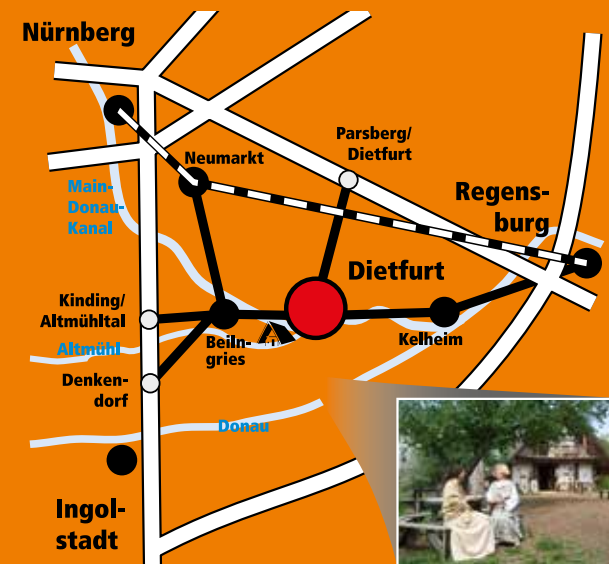 Nürnberg
Parsberg/
Dietfurt
Neumarkt
Main-
Donau-
Kanal
Regens-
burg
Dietfurt
Kinding/
Altmühltal
Altmühl
Beiln-
gries
Kelheim
Denken-
dorf
Donau
Ingol-
stadt